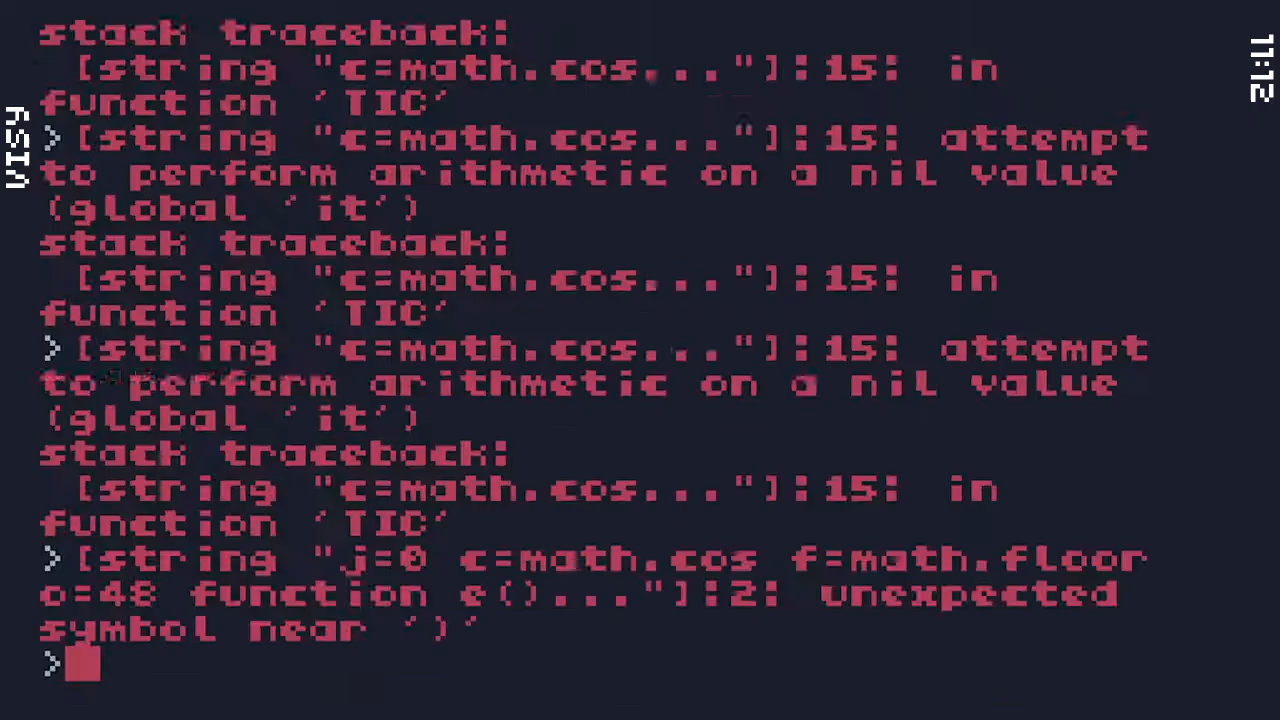 stack traceback:
[string "c=math.cos..."]:15: in
function 'TIC'
>[string "c=math.cos..."]:15: attempt
to perform arithmetic on a nil value
(global 'it')
stack traceback:
[string "c=math.cos..."]:15: in
function 'TIC'
>[string "c=math.cos..."]:15: attempt
to perform arithmetic on a nil value
(global 'it')
stack traceback:
[string "c=math.cos..."]:15: in
function 'TIC'
>[string "j=0 c=math.cos f=math.floor
o=48 function e()..."]:2: unexpected
symbol near ')'
>
VISY
11:12